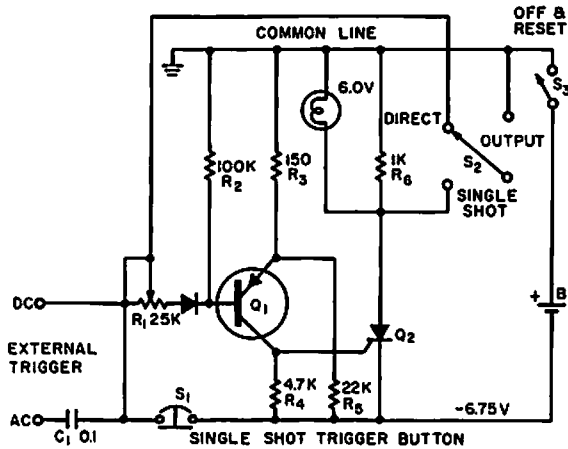 OFF &
RESET
COMMON LINE
S3
6.0V
DIRECT
OUTPUT
100K
R2
150
R3
1K
R6
S2
SINGLE
SHOT
DC
R1 25K
Q1
+ B
Q2
EXTERNAL
TRIGGER
4.7K
R4
22K
R5
-6.75V
S1
AC
C1 0.1
SINGLE SHOT TRIGGER BUTTON